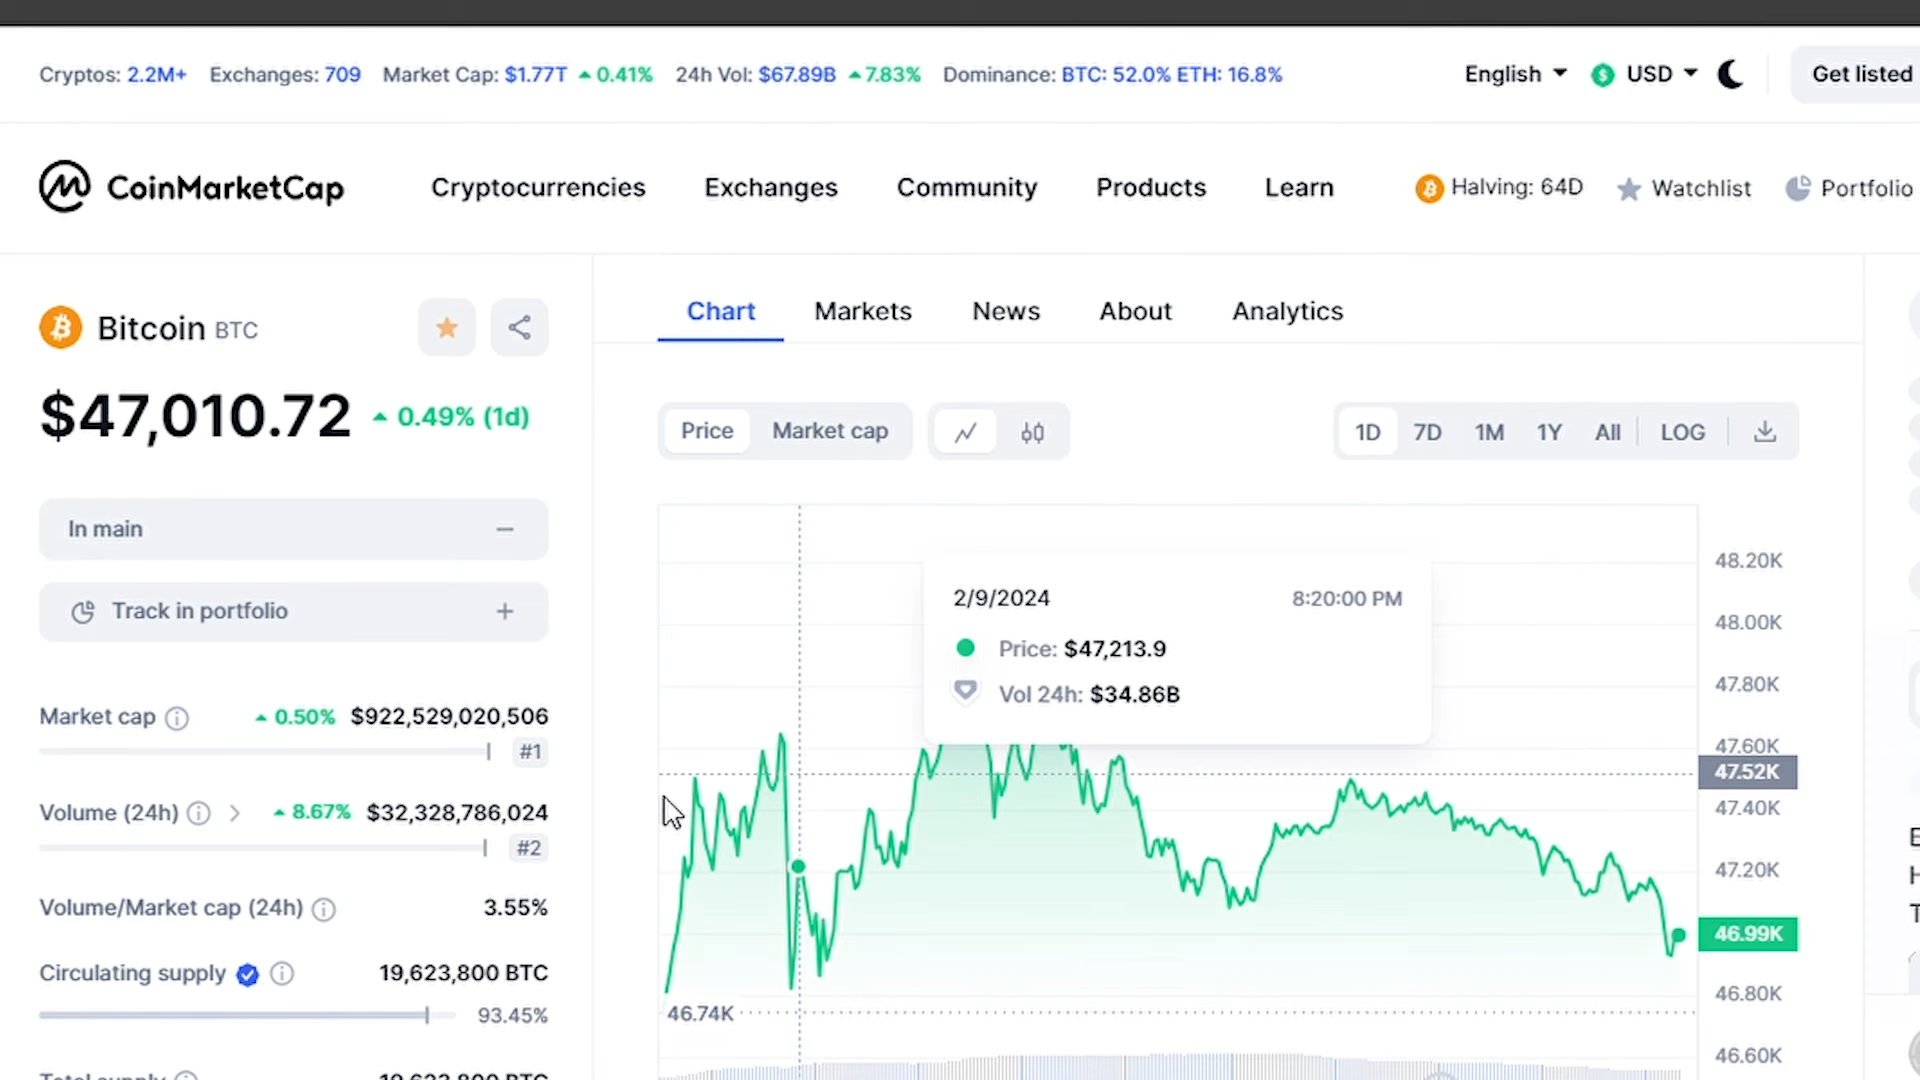 Cryptos: 2.2M+ Exchanges: 709 Market Cap: $1.77T 0.41% 24h Vol: $67.89B 7.83% Dominance: BTC: 52.0% ETH: 16.8% English USD Get listed
CoinMarketCap Cryptocurrencies Exchanges Community Products Learn Halving: 64D Watchlist Portfolio
Bitcoin BTC
$47,010.72 0.49% (1d)
In main
Track in portfolio
Market cap 0.50% $922,529,020,506
#1
Volume (24h) 8.67% $32,328,786,024
#2
Volume/Market cap (24h) 3.55%
Circulating supply 19,623,800 BTC
93.45%
Total supply 19,623,800 BTC
Chart Markets News About Analytics
Price Market cap 1D 7D 1M 1Y All LOG
2/9/2024 8:20:00 PM
Price: $47,213.9
Vol 24h: $34.86B
48.20K
48.00K
47.80K
47.60K
47.52K
47.40K
47.20K
46.99K
46.80K
46.74K
46.60K